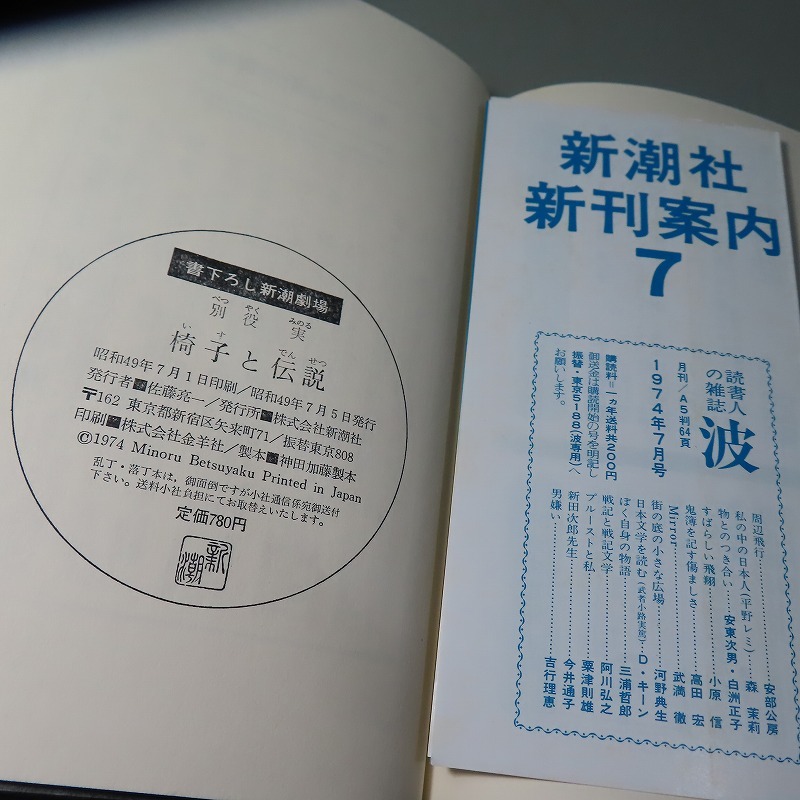 書下ろし新潮劇場
べつ やく みのる
別役 実
いす でんせつ
椅子と伝説
昭和49年7月1日印刷/昭和49年7月5日発行
発行者 佐藤亮一/発行所 株式会社新潮社
〒162 東京都新宿区矢来町71/振替東京808
印刷 株式会社金羊社/製本 神田加藤製本
©1974 Minoru Betsuyaku Printed in Japan
乱丁・落丁本は、御面倒ですが小社通信係宛御送付
下さい。送料小社負担にてお取替えいたします。
定価780円
新潮
新潮社
新刊案内
7
読書人
の雑誌
波
月刊/A5判64頁
1974年7月号
購読料=一ヵ年送料共200円
御送金は購読開始の号を明記し
振替・東京5188(波専用)へ
お願いします。
周辺飛行……安部公房
私の中の日本人(平野レミ)……森 茉莉
物とのつき合い……安東次男・白洲正子
すばらしい飛翔……小原 信
鬼簿を記す傷ましさ……高田 宏
Mirror……武満 徹
街の底の小さな広場……河野典生
日本文学を読む(武者小路実篤)……D・キーン
ぼく自身の物語……三浦哲郎
戦記と戦記文学……阿川弘之
プルーストと私……粟津則雄
新田次郎先生……今井通子
男嫌い……吉行理恵